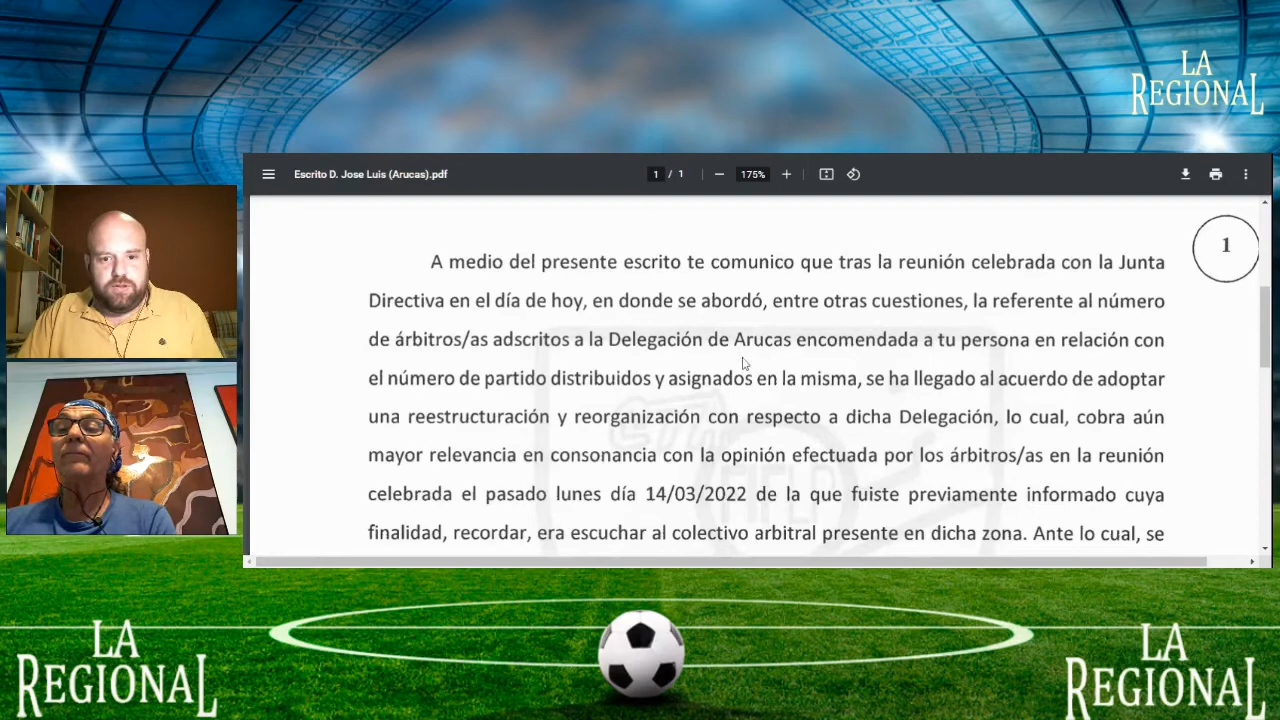 LA
REGIONAL
Escrito D. Jose Luis (Arucas).pdf
1 / 1
175%
1
A medio del presente escrito te comunico que tras la reunión celebrada con la Junta
Directiva en el día de hoy, en donde se abordó, entre otras cuestiones, la referente al número
de árbitros/as adscritos a la Delegación de Arucas encomendada a tu persona en relación con
el número de partido distribuidos y asignados en la misma, se ha llegado al acuerdo de adoptar
una reestructuración y reorganización con respecto a dicha Delegación, lo cual, cobra aún
mayor relevancia en consonancia con la opinión efectuada por los árbitros/as en la reunión
celebrada el pasado lunes día 14/03/2022 de la que fuiste previamente informado cuya
finalidad, recordar, era escuchar al colectivo arbitral presente en dicha zona. Ante lo cual, se
LA
REGIONAL
LA
REGIONAL